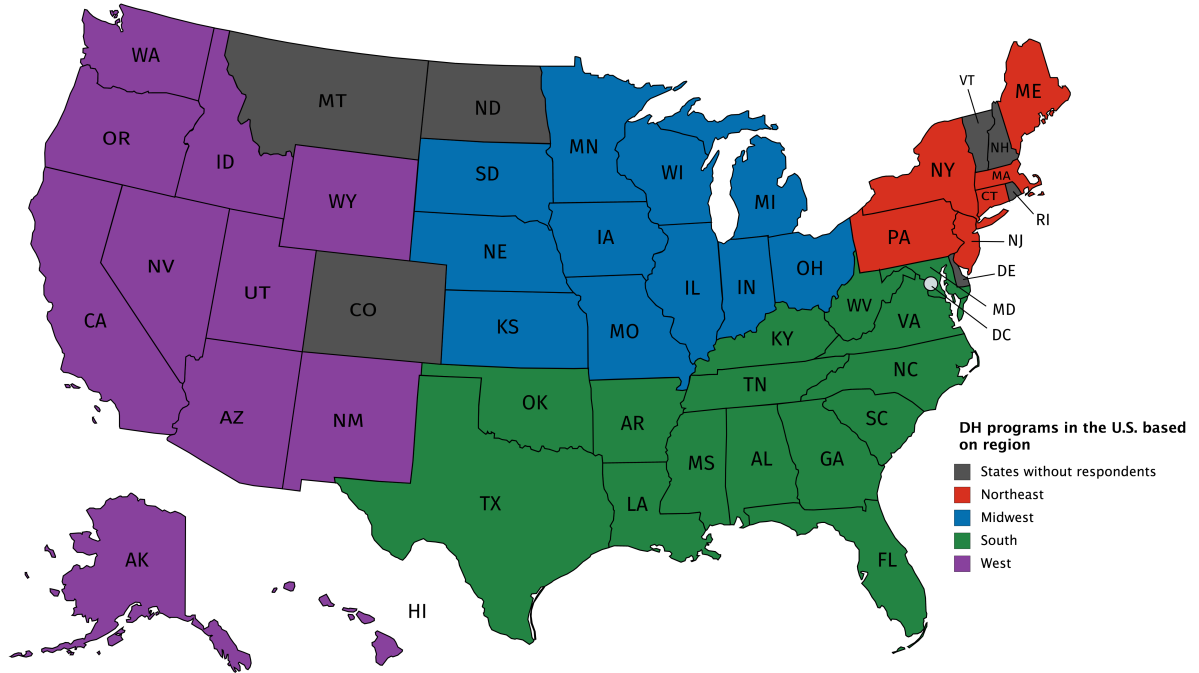 WA
MT
ND
VT
ME
OR
MN
NH
ID
SD
WI
NY
MA
WY
MI
CT
RI
IA
PA
NJ
NE
NV
OH
DE
UT
IL
IN
CO
MD
CA
KS
MO
WV
VA
DC
KY
NC
TN
OK
AZ
NM
AR
SC
MS
AL
GA
TX
LA
DH programs in the U.S. based
on region
States without respondents
Northeast
Midwest
South
West
AK
FL
HI